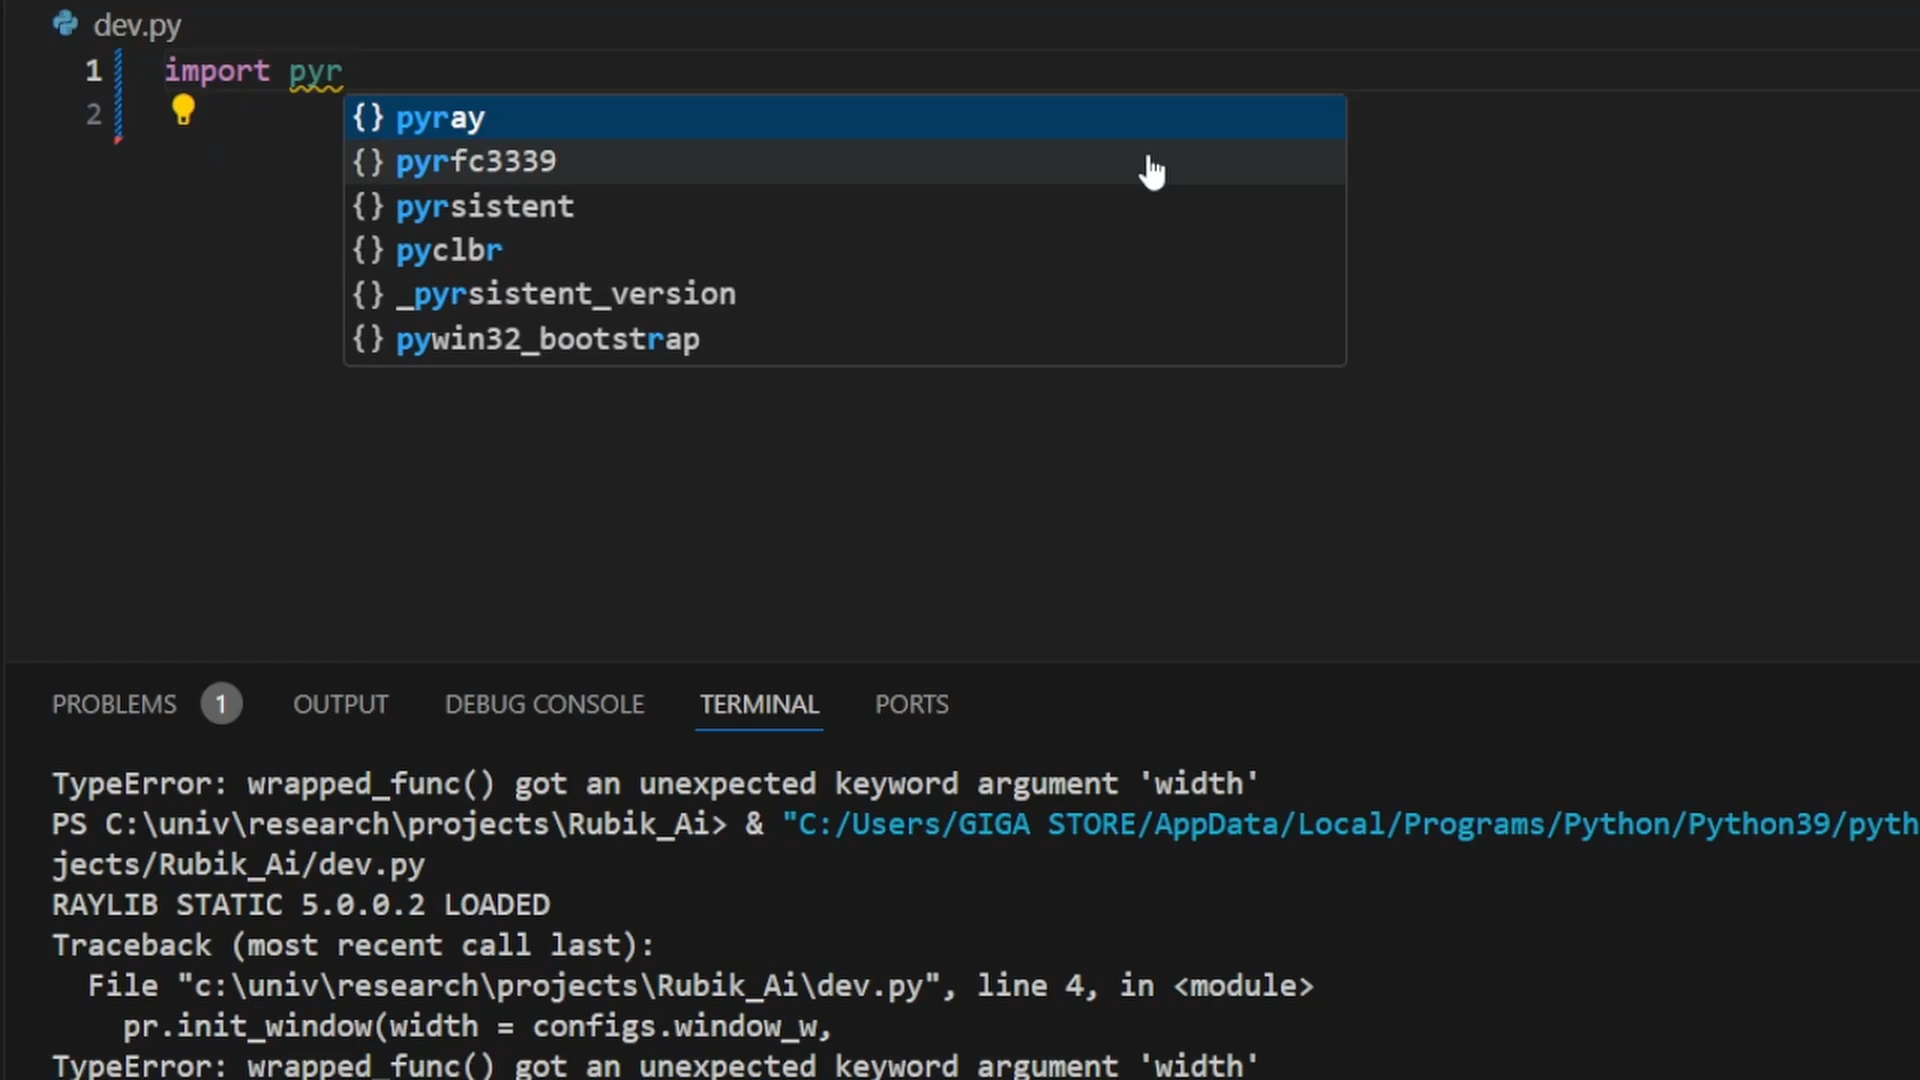 dev.py
1 import pyr
2
{} pyray
{} pyrfc3339
{} pyrsistent
{} pyclbr
{} _pyrsistent_version
{} pywin32_bootstrap
PROBLEMS 1 OUTPUT DEBUG CONSOLE TERMINAL PORTS
TypeError: wrapped_func() got an unexpected keyword argument 'width'
PS C:\univ\research\projects\Rubik_Ai> & "C:/Users/GIGA STORE/AppData/Local/Programs/Python/Python39/pyth
jects/Rubik_Ai/dev.py
RAYLIB STATIC 5.0.0.2 LOADED
Traceback (most recent call last):
File "c:\univ\research\projects\Rubik_Ai\dev.py", line 4, in <module>
pr.init_window(width = configs.window_w,
TypeError: wrapped_func() got an unexpected keyword argument 'width'